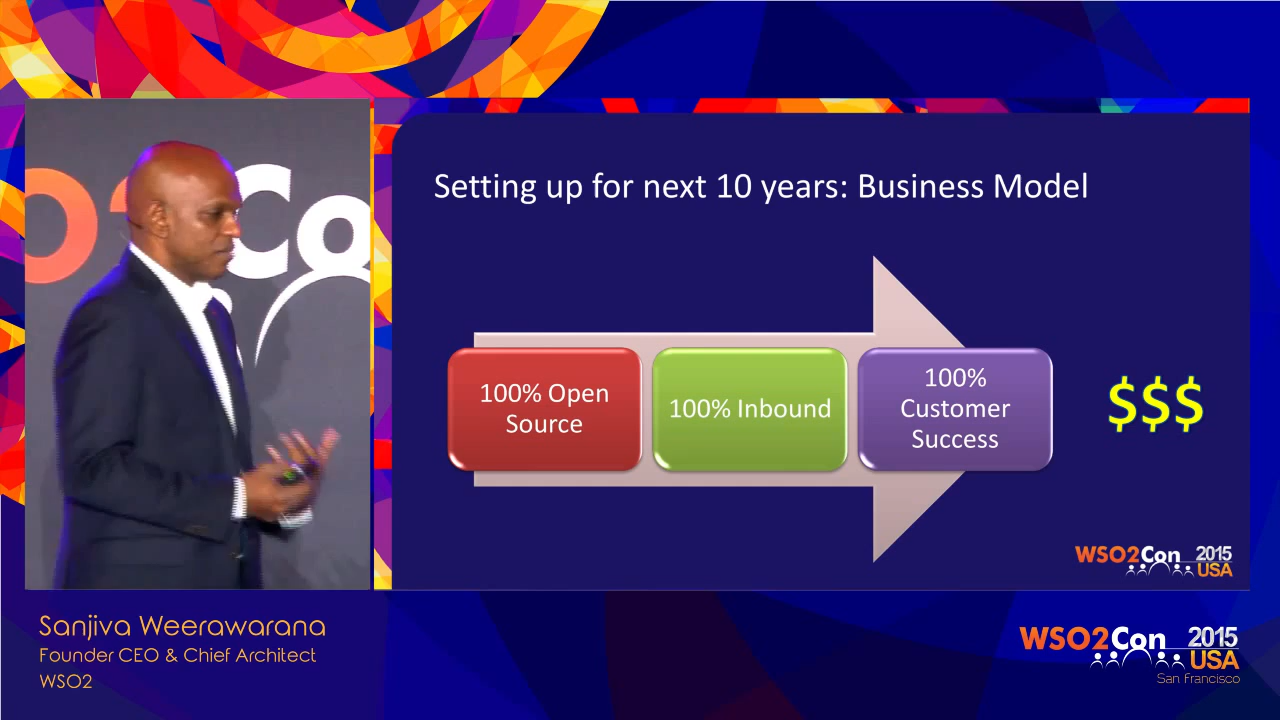 O2Co
Setting up for next 10 years: Business Model
100% Open
Source
100% Inbound
100%
Customer
Success
$$$
WSO2Con 2015
USA
Sanjiva Weerawarana
Founder CEO & Chief Architect
WSO2
WSO2Con 2015
USA
San Francisco